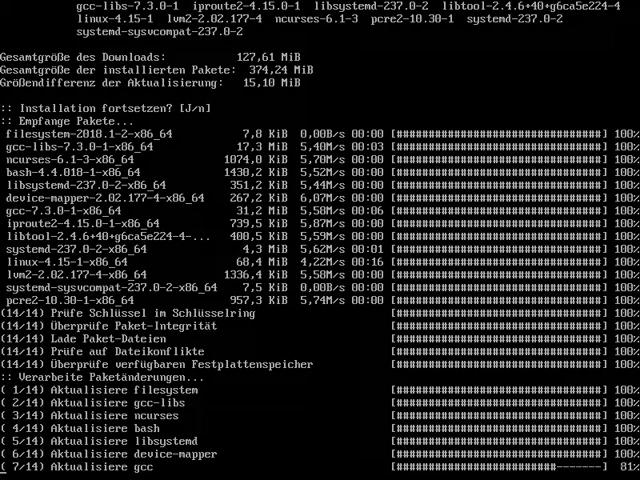 gcc-libs-7.3.0-1  iproute2-4.15.0-1  libsystemd-237.0-2  libtool-2.4.6+40+g6ca5e224-4
linux-4.15-1  lvm2-2.02.177-4  ncurses-6.1-3  pcre2-10.30-1  systemd-237.0-2
systemd-sysvcompat-237.0-2
Gesamtgröße des Downloads: 127,61 MiB
Gesamtgröße der installierten Pakete: 374,24 MiB
Größendifferenz der Aktualisierung: 15,10 MiB
:: Installation fortsetzen? [J/n]
:: Empfange Pakete...
filesystem-2018.1-2-x86_64 7,8 KiB 0,00B/s 00:00 [################################] 100%
gcc-libs-7.3.0-1-x86_64 17,3 MiB 5,40M/s 00:03 [################################] 100%
ncurses-6.1-3-x86_64 1074,0 KiB 5,70M/s 00:00 [################################] 100%
bash-4.4.018-1-x86_64 1430,2 KiB 5,52M/s 00:00 [################################] 100%
libsystemd-237.0-2-x86_64 351,2 KiB 5,44M/s 00:00 [################################] 100%
device-mapper-2.02.177-4-x86_64 267,2 KiB 6,07M/s 00:00 [################################] 100%
gcc-7.3.0-1-x86_64 31,2 MiB 5,58M/s 00:06 [################################] 100%
iproute2-4.15.0-1-x86_64 739,5 KiB 5,87M/s 00:00 [################################] 100%
libtool-2.4.6+40+g6ca5e224-4-... 400,5 KiB 5,59M/s 00:00 [################################] 100%
systemd-237.0-2-x86_64 4,3 MiB 5,62M/s 00:01 [################################] 100%
linux-4.15-1-x86_64 68,4 MiB 4,22M/s 00:16 [################################] 100%
lvm2-2.02.177-4-x86_64 1336,4 KiB 5,58M/s 00:00 [################################] 100%
systemd-sysvcompat-237.0-2-x86_64 7,5 KiB 0,00B/s 00:00 [################################] 100%
pcre2-10.30-1-x86_64 957,3 KiB 5,74M/s 00:00 [################################] 100%
(14/14) Prüfe Schlüssel im Schlüsselring [################################] 100%
(14/14) Überprüfe Paket-Integrität [################################] 100%
(14/14) Lade Paket-Dateien [################################] 100%
(14/14) Prüfe auf Dateikonflikte [################################] 100%
(14/14) Überprüfe verfügbaren Festplattenspeicher [################################] 100%
:: Verarbeite Paketänderungen...
( 1/14) Aktualisiere filesystem [################################] 100%
( 2/14) Aktualisiere gcc-libs [################################] 100%
( 3/14) Aktualisiere ncurses [################################] 100%
( 4/14) Aktualisiere bash [################################] 100%
( 5/14) Aktualisiere libsystemd [################################] 100%
( 6/14) Aktualisiere device-mapper [################################] 100%
( 7/14) Aktualisiere gcc [#########################-------] 81%